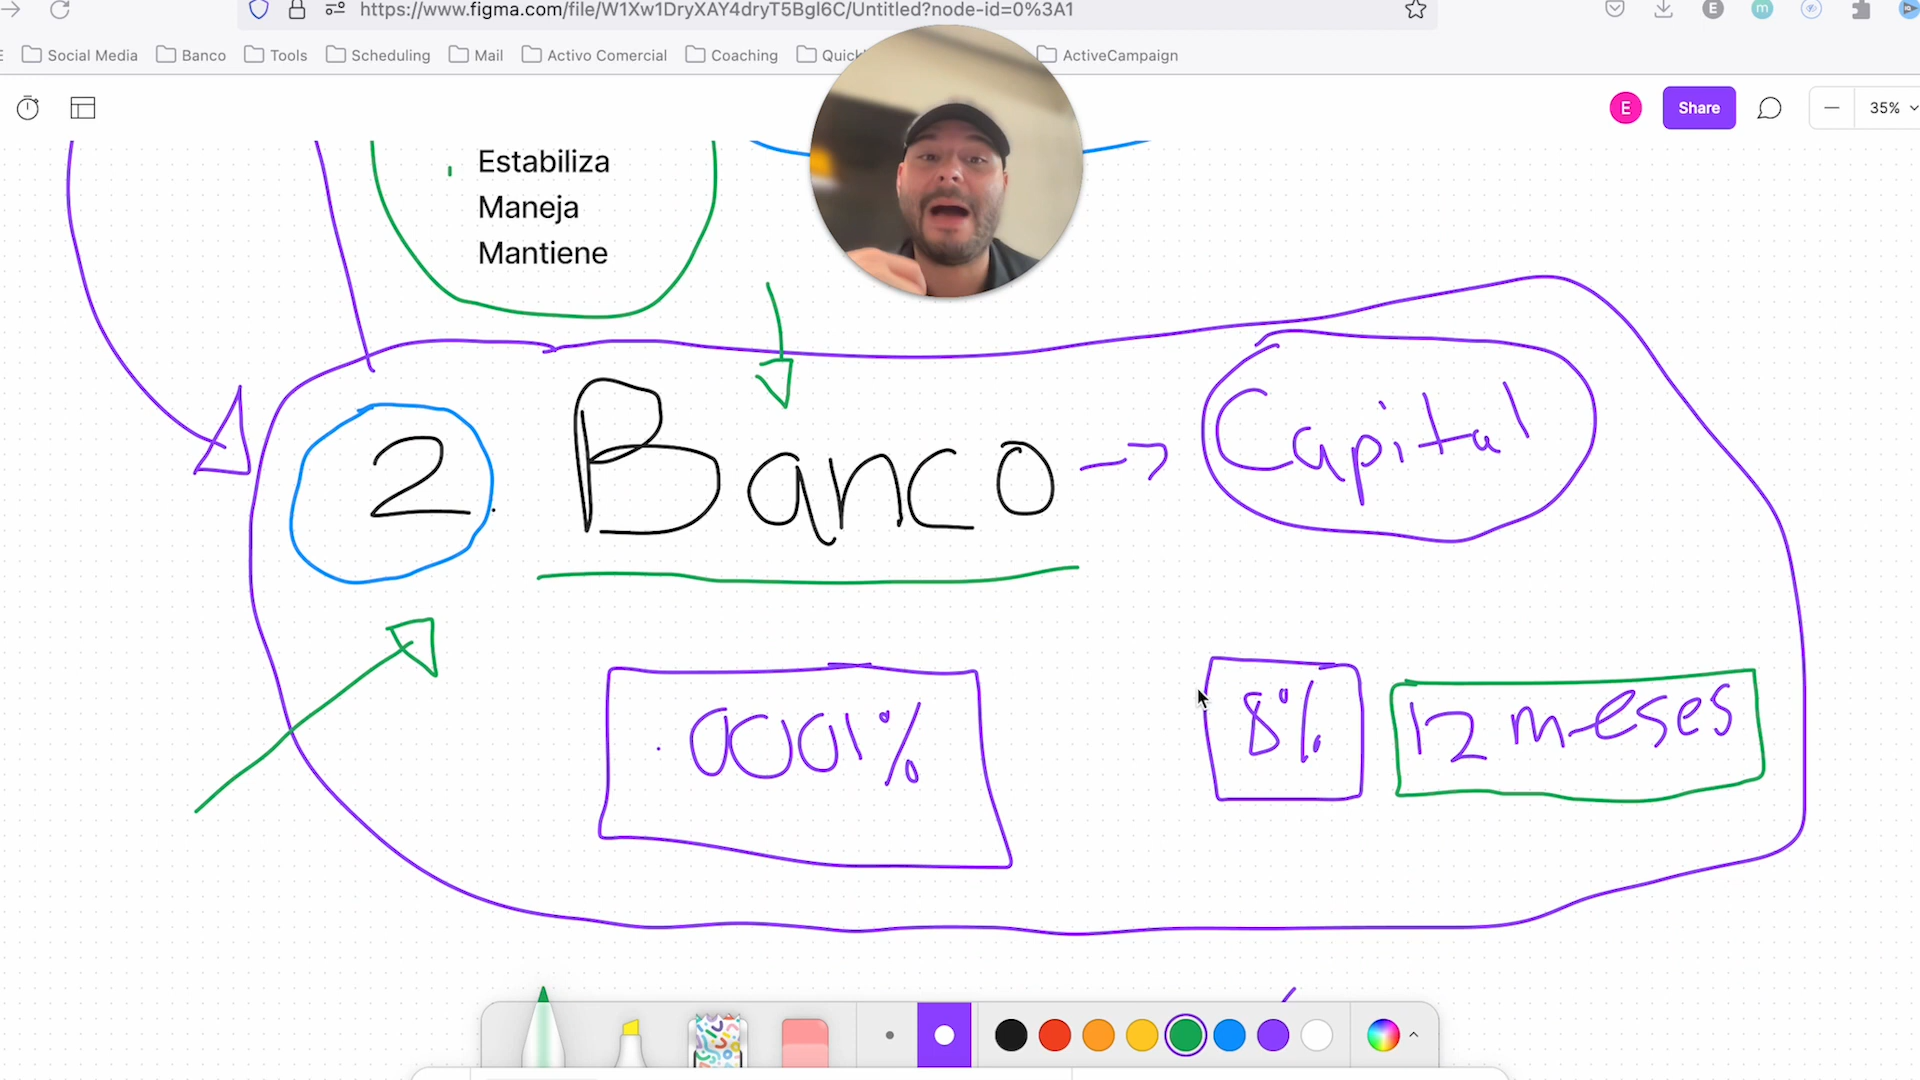 https://www.figma.com/file/W1Xw1DryXAY4dryT5Bgl6C/Untitled?node-id=0%3A1
E m
Social Media Banco Tools Scheduling Mail Activo Comercial Coaching ActiveCampaign
E Share 35%
Estabiliza
Maneja
Mantiene
2. Banco → Capital
.0001% 8% 12 meses